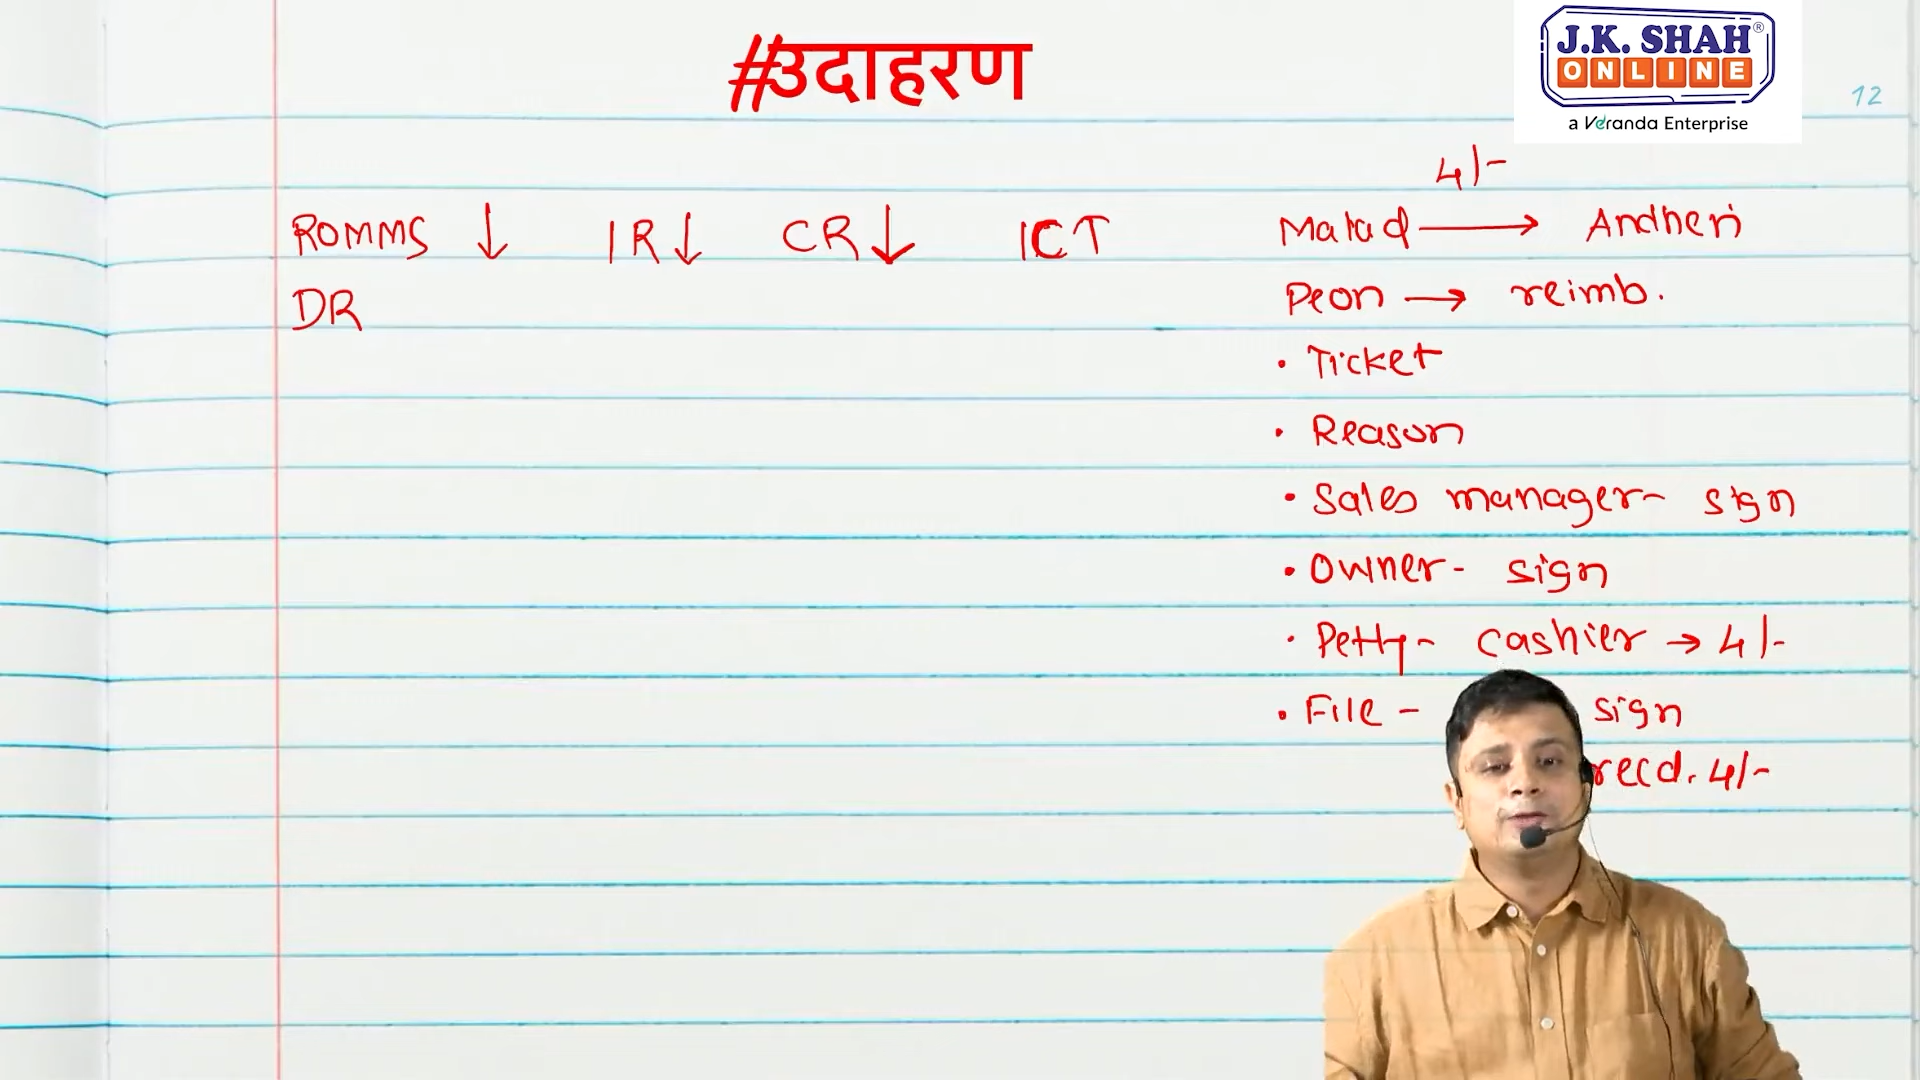 #उदाहरण
J.K. SHAH®
ONLINE
a Veranda Enterprise
12
ROMMS ↓ IR ↓ CR ↓ ICT
DR
4/-
Malad → Andheri
Peon → reimb.
• Ticket
• Reason
• Sales manager - sign
• Owner - sign
• Petty - cashier → 4/-
• File - sign
recd. 4/-